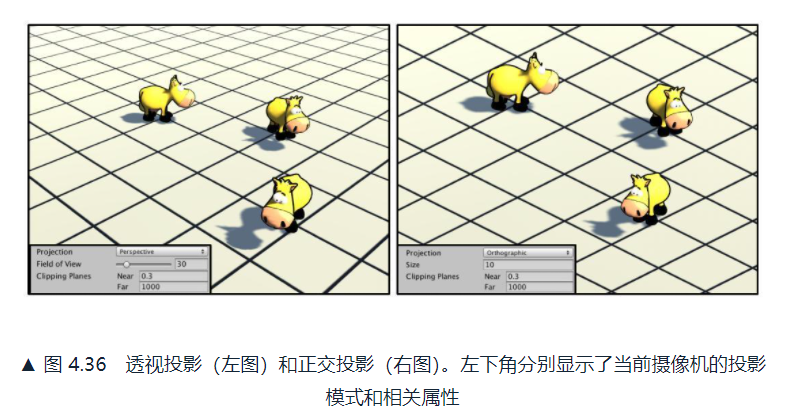 Projection Perspective
Field of View 30
Clipping Planes Near 0.3
Far 1000
Projection Orthographic
Size 10
Clipping Planes Near 0.3
Far 1000
▲ 图 4.36 透视投影（左图）和正交投影（右图）。左下角分别显示了当前摄像机的投影
模式和相关属性